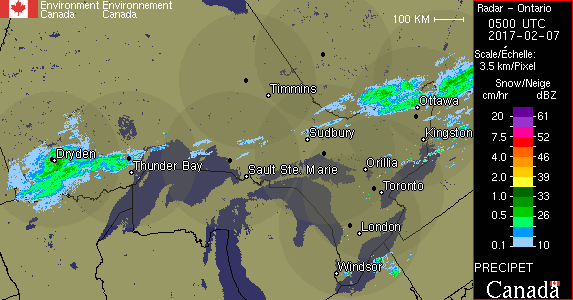 Environment Environnement
Canada Canada
100 KM
Timmins
Ottawa
Sudbury
Kingston
Dryden
Thunder Bay
Sault Ste. Marie
Orillia
Toronto
London
Windsor
Radar - Ontario
0500 UTC
2017-02-07
Scale/Échelle:
3.5 km/Pixel
Snow/Neige
cm/hr dBZ
20 61
7.5 52
4.0 46
2.0 39
1.0 33
0.5 26
0.1 10
PRECIPET
Canada